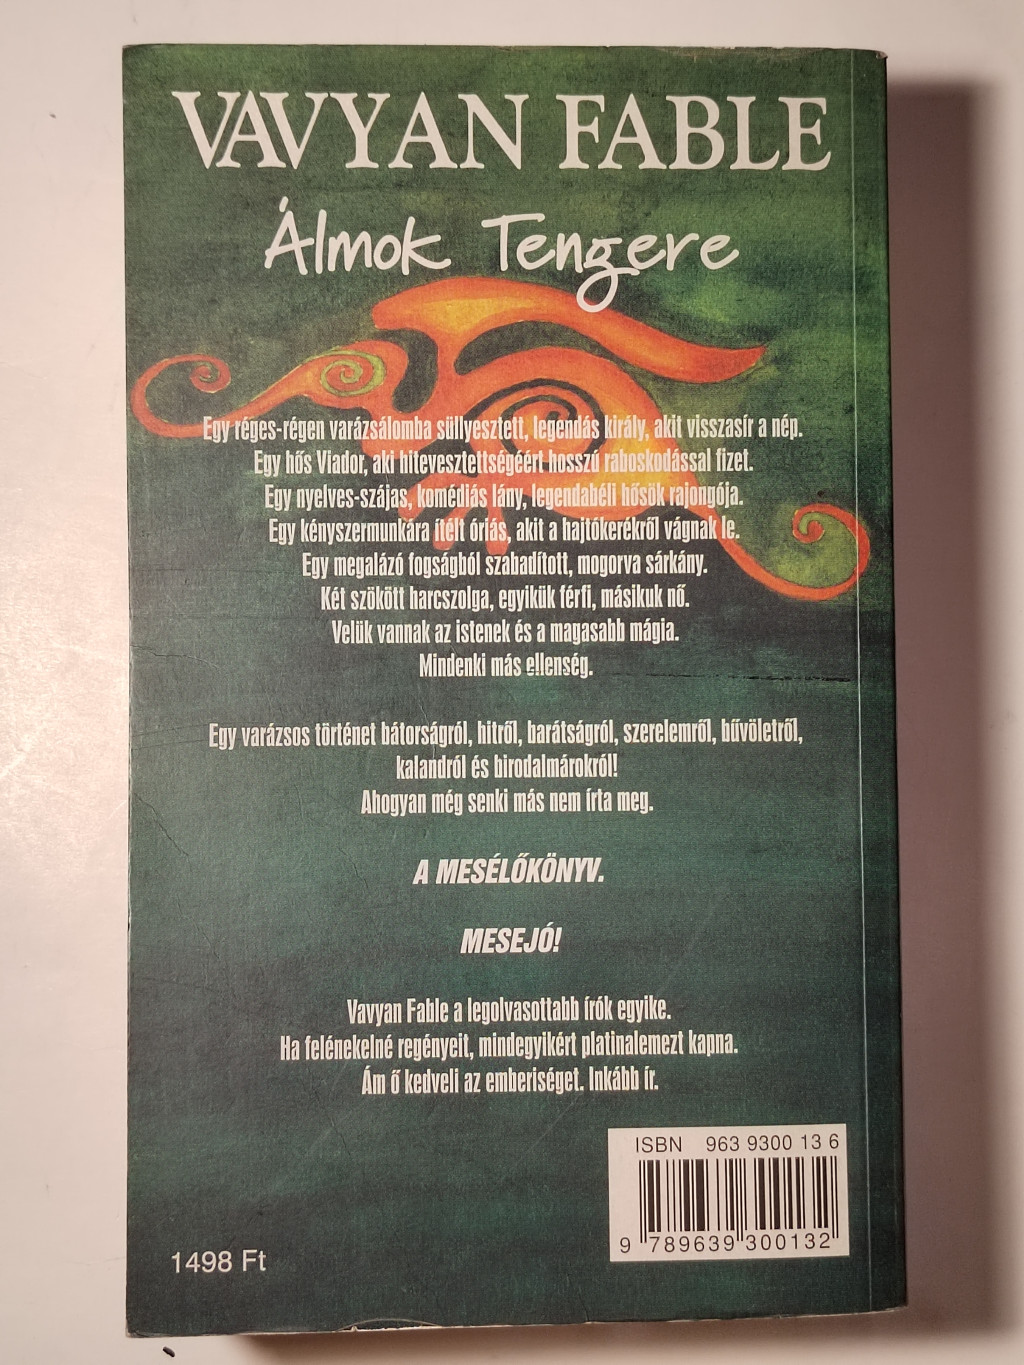 VAVYAN FABLE
Álmok Tengere
Egy réges-régen varázsálomba süllyesztett, legendás király, akit visszasír a nép.
Egy hős Viador, aki hitevesztettségéért hosszú raboskodással fizet.
Egy nyelves-szájas, komédiás lány, legendabéli hősök rajongója.
Egy kényszermunkára ítélt óriás, akit a hajtókerékről vágnak le.
Egy megalázó fogságból szabadított, mogorva sárkány.
Két szökött harcszolga, egyikük férfi, másikuk nő.
Velük vannak az istenek és a magasabb mágia.
Mindenki más ellenség.
Egy varázsos történet bátorságról, hitről, barátságról, szerelemről, bűvöletről,
kalandról és birodalmárokról!
Ahogyan még senki más nem írta meg.
A MESÉLŐKÖNYV.
MESEJÓ!
Vavyan Fable a legolvasottabb írók egyike.
Ha felénekelné regényeit, mindegyikért platinalemezt kapna.
Ám ő kedveli az emberiséget. Inkább ír.
ISBN 963 9300 13 6
9 789639 300132
1498 Ft